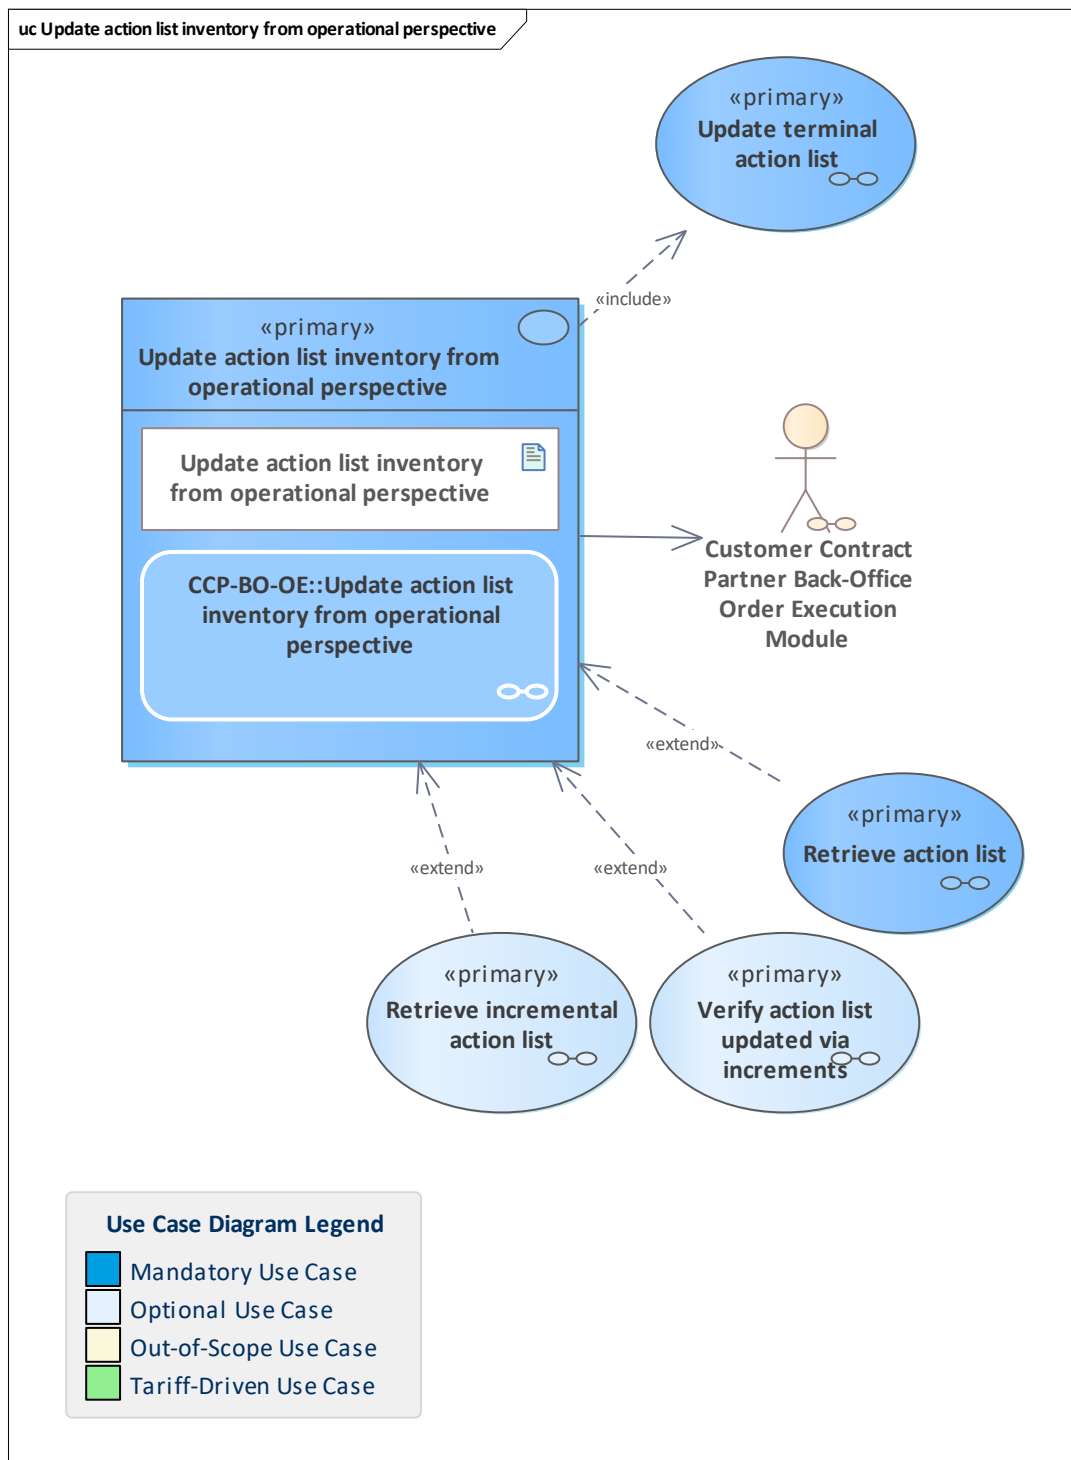 uc Update action list inventory from operational perspective
«primary»
Update terminal
action list
«include»
«primary»
Update action list inventory from
operational perspective
Update action list inventory
from operational perspective
CCP-BO-OE::Update action list
inventory from operational
perspective
Customer Contract
Partner Back-Office
Order Execution
Module
«extend»
«primary»
Retrieve action list
«extend»
«extend»
«primary»
Retrieve incremental
action list
«primary»
Verify action list
updated via
increments
Use Case Diagram Legend
Mandatory Use Case
Optional Use Case
Out-of-Scope Use Case
Tariff-Driven Use Case